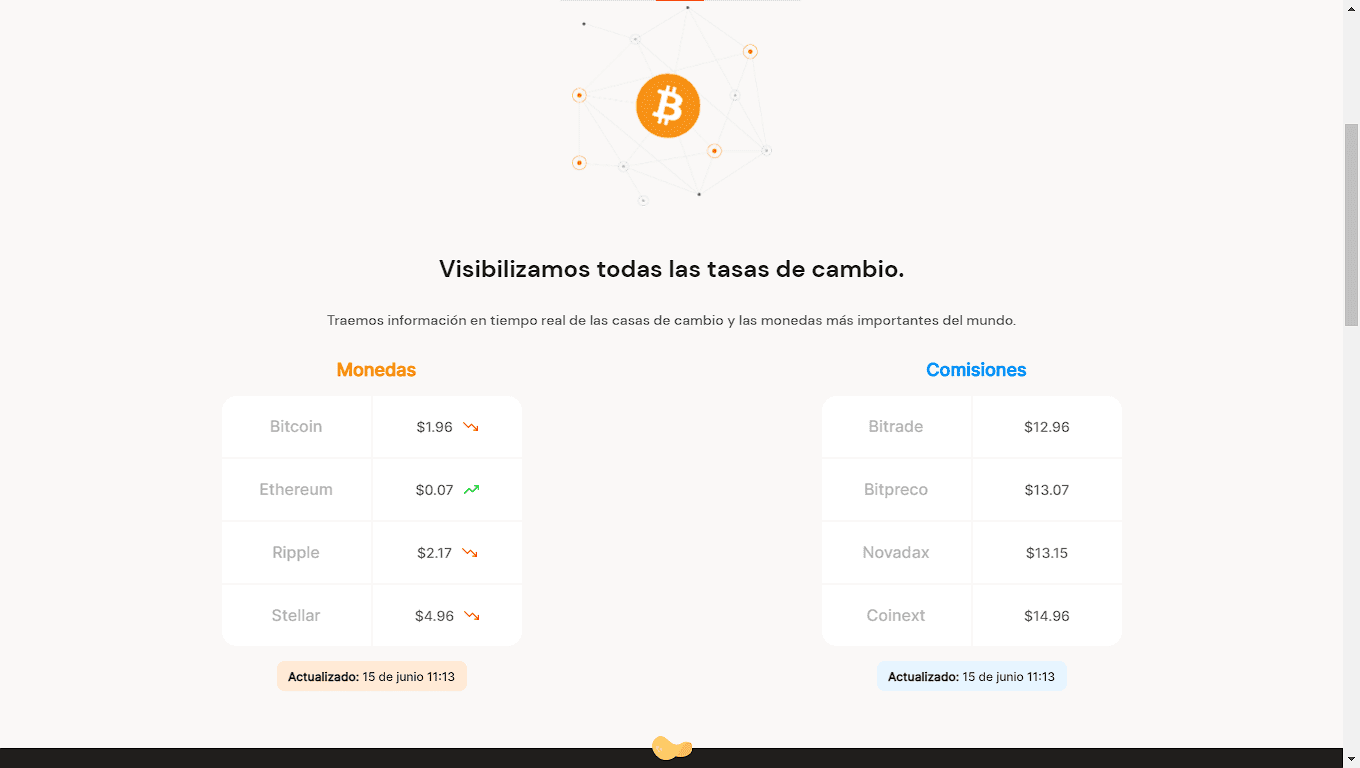 Visibilizamos todas las tasas de cambio.
Traemos información en tiempo real de las casas de cambio y las monedas más importantes del mundo.
Monedas
Bitcoin $1.96
Ethereum $0.07
Ripple $2.17
Stellar $4.96
Actualizado: 15 de junio 11:13
Comisiones
Bitrade $12.96
Bitpreco $13.07
Novadax $13.15
Coinext $14.96
Actualizado: 15 de junio 11:13